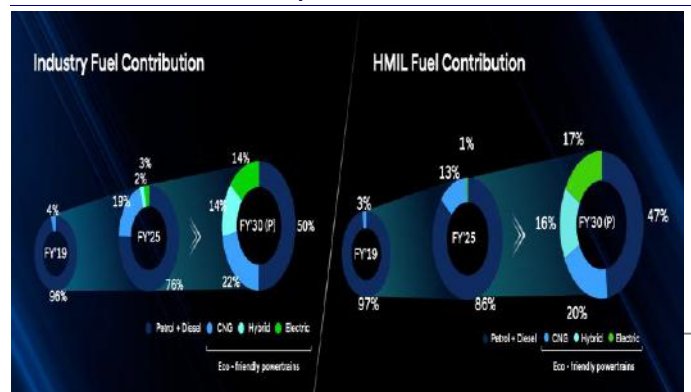 Industry Fuel Contribution
4%
FY'19
96%
3%
2%
19%
FY'25
76%
14%
14%
FY'30 (P)
50%
22%
Petrol + Diesel CNG Hybrid Electric
Eco - friendly powertrains
HMIL Fuel Contribution
3%
FY'19
97%
1%
13%
FY'25
86%
17%
16%
FY'30 (P)
47%
20%
Petrol + Diesel CNG Hybrid Electric
Eco - friendly powertrains